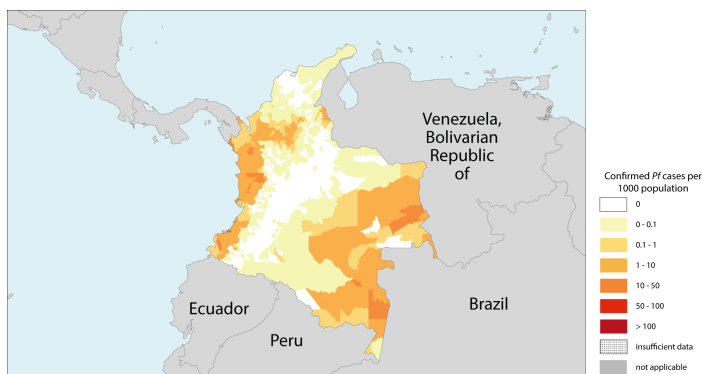 Venezuela,
Bolivarian
Republic
of
Ecuador
Peru
Brazil
Confirmed Pf cases per
1000 population
0
0 - 0.1
0.1 - 1
1 - 10
10 - 50
50 - 100
> 100
insufficient data
not applicable